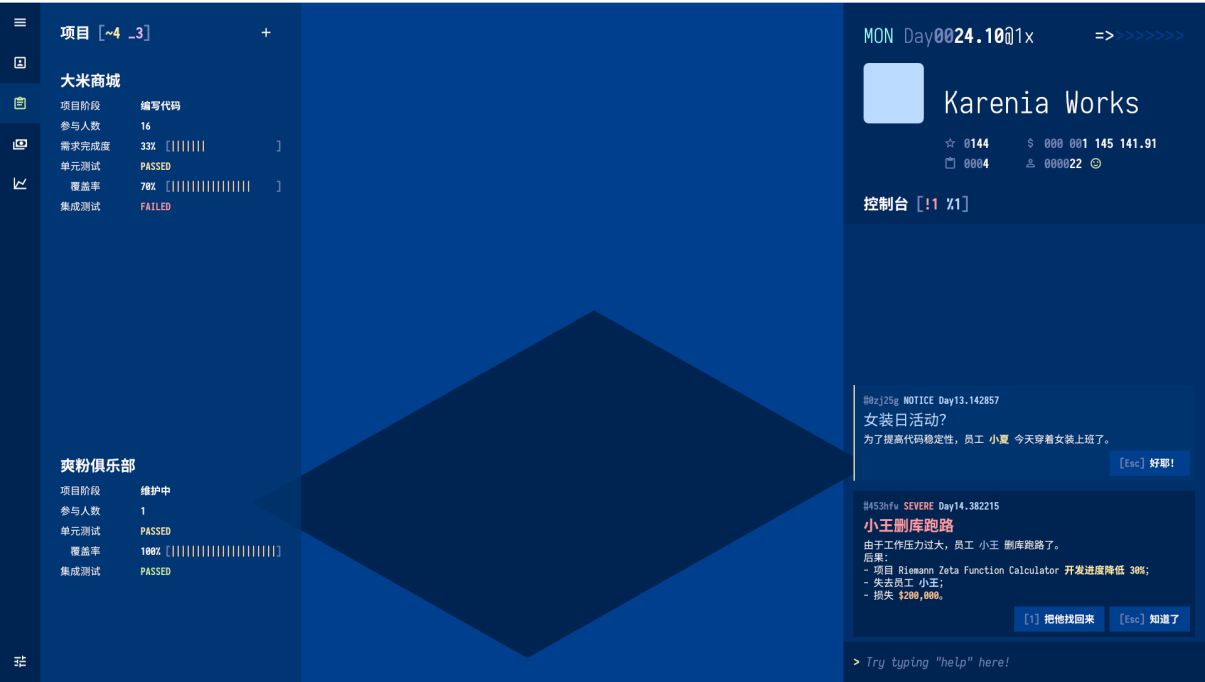 项目 [~4 _3] +
大米商城
项目阶段 编写代码
参与人数 16
需求完成度 33% [||||||| ]
单元测试 PASSED
覆盖率 70% [|||||||||||||||| ]
集成测试 FAILED
爽粉俱乐部
项目阶段 维护中
参与人数 1
单元测试 PASSED
覆盖率 100% [|||||||||||||||||||||]
集成测试 PASSED
MON Day0024.10@1x =>>>>>>>>
Karenia Works
0144 $ 000 001 145 141.91
0004 000022
控制台 [!1 %1]
#0zj25g NOTICE Day13.142857
女装日活动?
为了提高代码稳定性，员工 小夏 今天穿着女装上班了。
[Esc] 好耶!
#453hfw SEVERE Day14.382215
小王删库跑路
由于工作压力过大，员工 小王 删库跑路了。
后果:
- 项目 Riemann Zeta Function Calculator 开发进度降低 30%;
- 失去员工 小王;
- 损失 $200,000。
[1] 把他找回来 [Esc] 知道了
> Try typing "help" here!